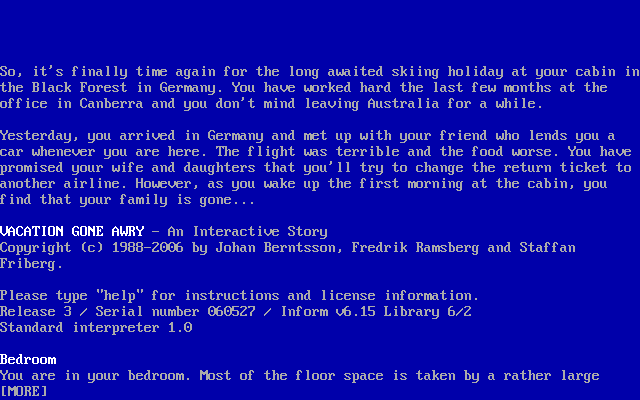 So, it's finally time again for the long awaited skiing holiday at your cabin in
the Black Forest in Germany. You have worked hard the last few months at the
office in Canberra and you don't mind leaving Australia for a while.
Yesterday, you arrived in Germany and met up with your friend who lends you a
car whenever you are here. The flight was terrible and the food worse. You have
promised your wife and daughters that you'll try to change the return ticket to
another airline. However, as you wake up the first morning at the cabin, you
find that your family is gone...
VACATION GONE AWRY - An Interactive Story
Copyright (c) 1988-2006 by Johan Berntsson, Fredrik Ramsberg and Staffan
Friberg.
Please type "help" for instructions and license information.
Release 3 / Serial number 060527 / Inform v6.15 Library 6/2
Standard interpreter 1.0
Bedroom
You are in your bedroom. Most of the floor space is taken by a rather large
[MORE]